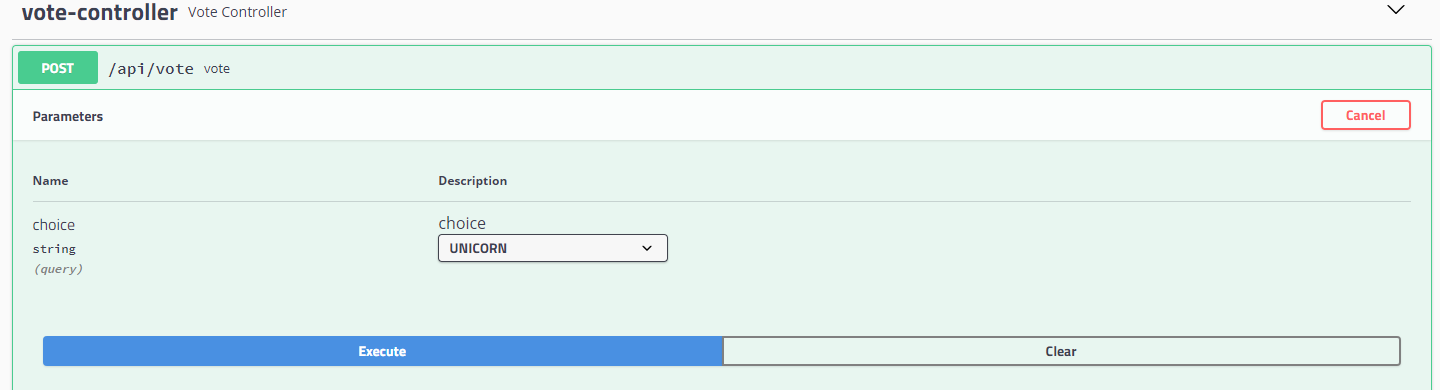 vote-controller Vote Controller
POST /api/vote vote
Parameters Cancel
Name Description
choice choice
string UNICORN
(query)
Execute Clear